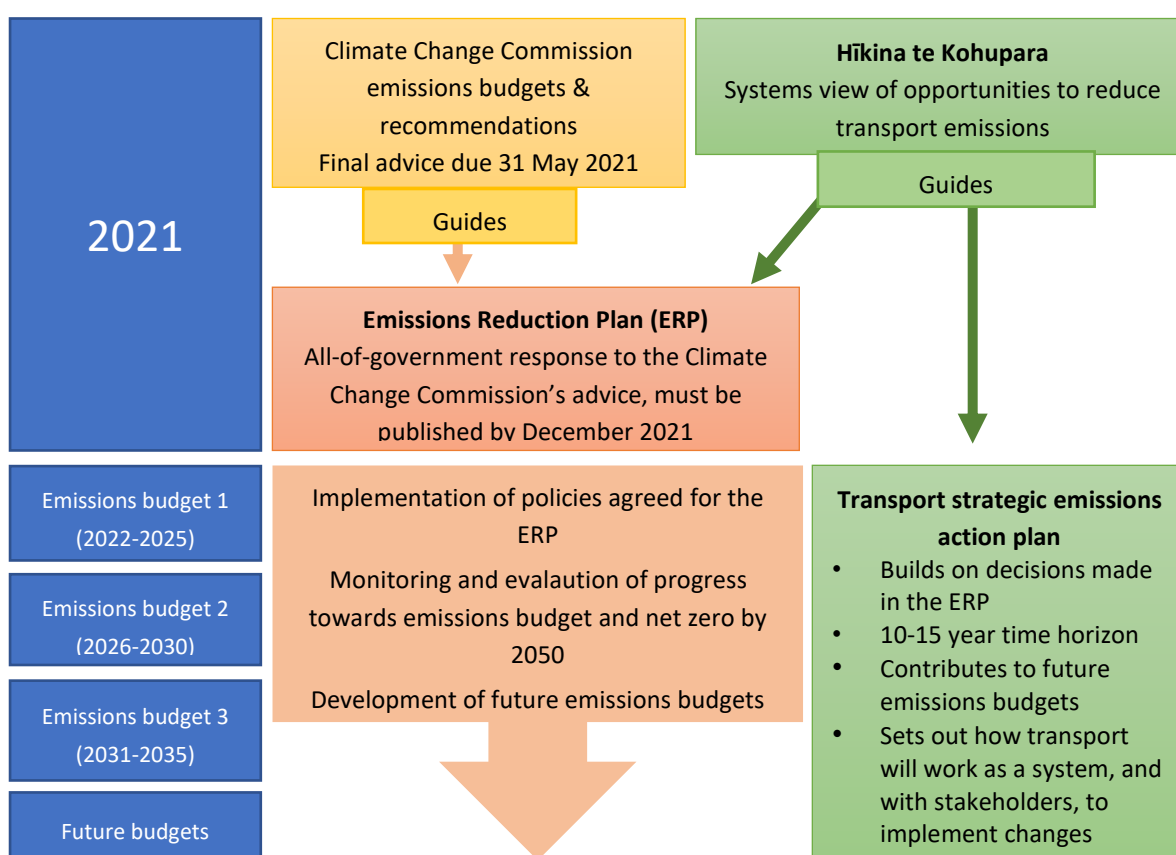 2021
Climate Change Commission
emissions budgets &
recommendations
Final advice due 31 May 2021
Guides
Hīkina te Kohupara
Systems view of opportunities to reduce
transport emissions
Guides
Emissions Reduction Plan (ERP)
All-of-government response to the Climate
Change Commission’s advice, must be
published by December 2021
Emissions budget 1
(2022-2025)
Emissions budget 2
(2026-2030)
Emissions budget 3
(2031-2035)
Future budgets
Implementation of policies agreed for the
ERP
Monitoring and evalaution of progress
towards emissions budget and net zero by
2050
Development of future emissions budgets
Transport strategic emissions
action plan
• Builds on decisions made
in the ERP
• 10-15 year time horizon
• Contributes to future
emissions budgets
• Sets out how transport
will work as a system, and
with stakeholders, to
implement changes